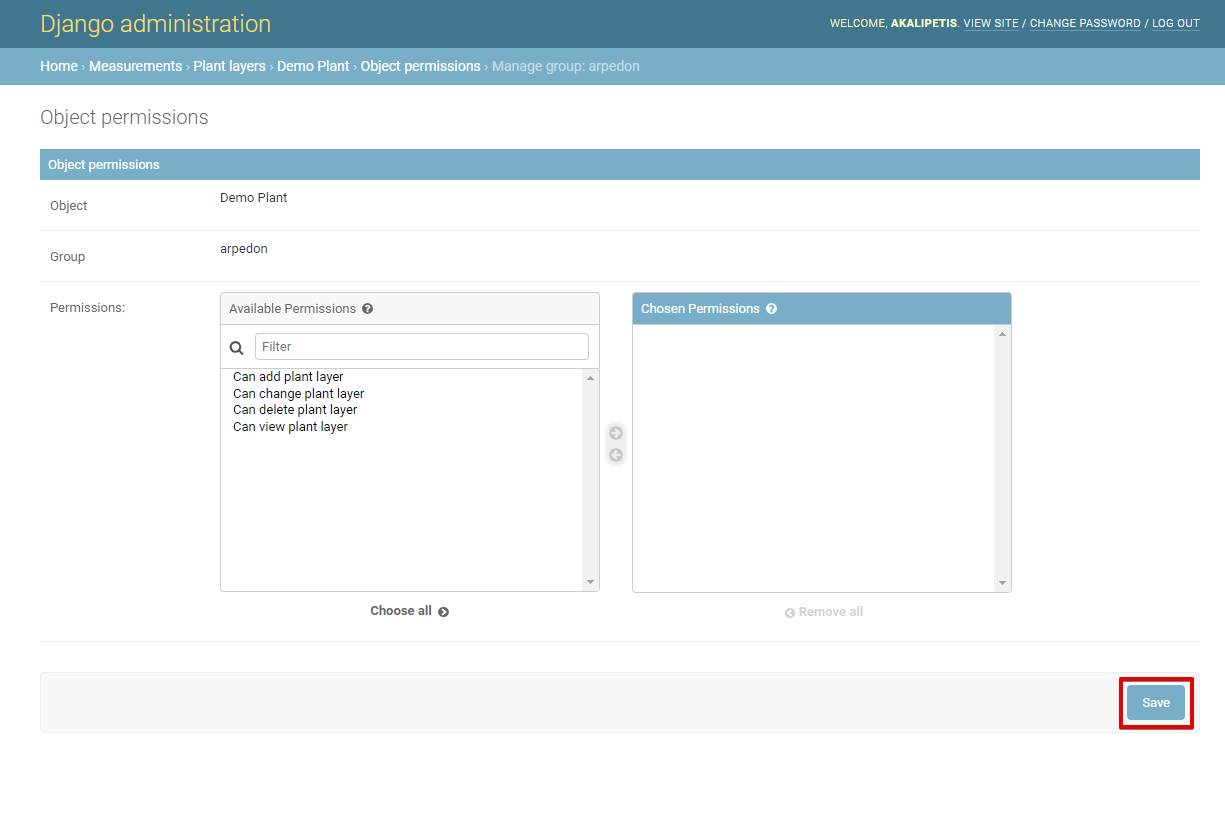 Django administration
WELCOME, AKALIPETIS. VIEW SITE / CHANGE PASSWORD / LOG OUT
Home › Measurements › Plant layers › Demo Plant › Object permissions › Manage group: arpedon
Object permissions
Object permissions
Object
Demo Plant
Group
arpedon
Permissions:
Available Permissions ?
Filter
Can add plant layer
Can change plant layer
Can delete plant layer
Can view plant layer
Choose all
Chosen Permissions ?
Remove all
Save